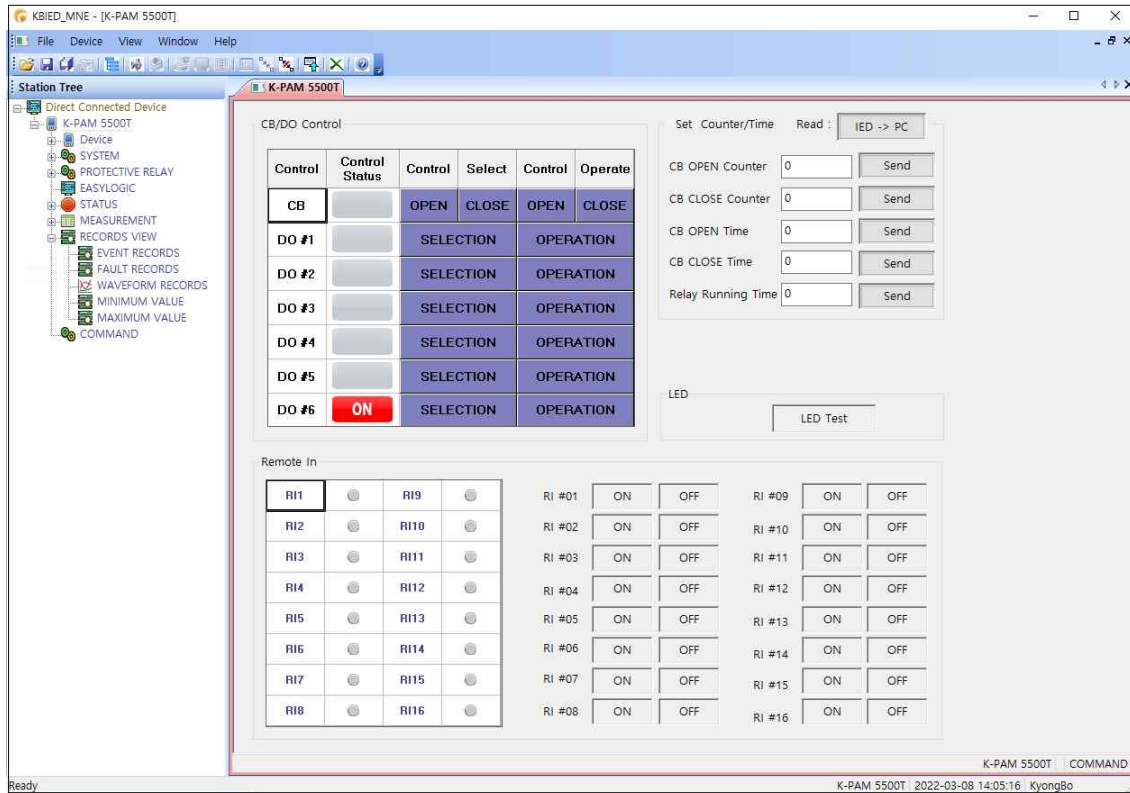 KBIED_MNE - [K-PAM 5500T]
File Device View Window Help
Station Tree
K-PAM 5500T
Direct Connected Device
K-PAM 5500T
Device
SYSTEM
PROTECTIVE RELAY
EASYLOGIC
STATUS
MEASUREMENT
RECORDS VIEW
EVENT RECORDS
FAULT RECORDS
WAVEFORM RECORDS
MINIMUM VALUE
MAXIMUM VALUE
COMMAND
CB/DO Control
Control Control Status Control Select Control Operate
CB OPEN CLOSE OPEN CLOSE
DO #1 SELECTION OPERATION
DO #2 SELECTION OPERATION
DO #3 SELECTION OPERATION
DO #4 SELECTION OPERATION
DO #5 SELECTION OPERATION
DO #6 ON SELECTION OPERATION
Set Counter/Time Read : IED -> PC
CB OPEN Counter 0 Send
CB CLOSE Counter 0 Send
CB OPEN Time 0 Send
CB CLOSE Time 0 Send
Relay Running Time 0 Send
LED
LED Test
Remote In
RI1 RI9 RI #01 ON OFF RI #09 ON OFF
RI2 RI10 RI #02 ON OFF RI #10 ON OFF
RI3 RI11 RI #03 ON OFF RI #11 ON OFF
RI4 RI12 RI #04 ON OFF RI #12 ON OFF
RI5 RI13 RI #05 ON OFF RI #13 ON OFF
RI6 RI14 RI #06 ON OFF RI #14 ON OFF
RI7 RI15 RI #07 ON OFF RI #15 ON OFF
RI8 RI16 RI #08 ON OFF RI #16 ON OFF
K-PAM 5500T COMMAND
Ready K-PAM 5500T 2022-03-08 14:05:16 KyongBo